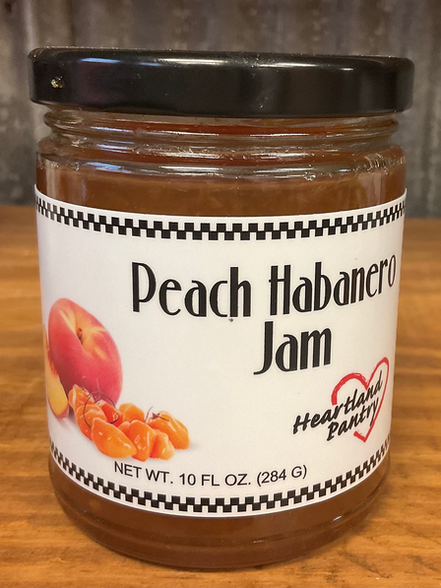 Peach Habanero
Jam
Heartland
Pantry
NET WT. 10 FL OZ. (284 G)